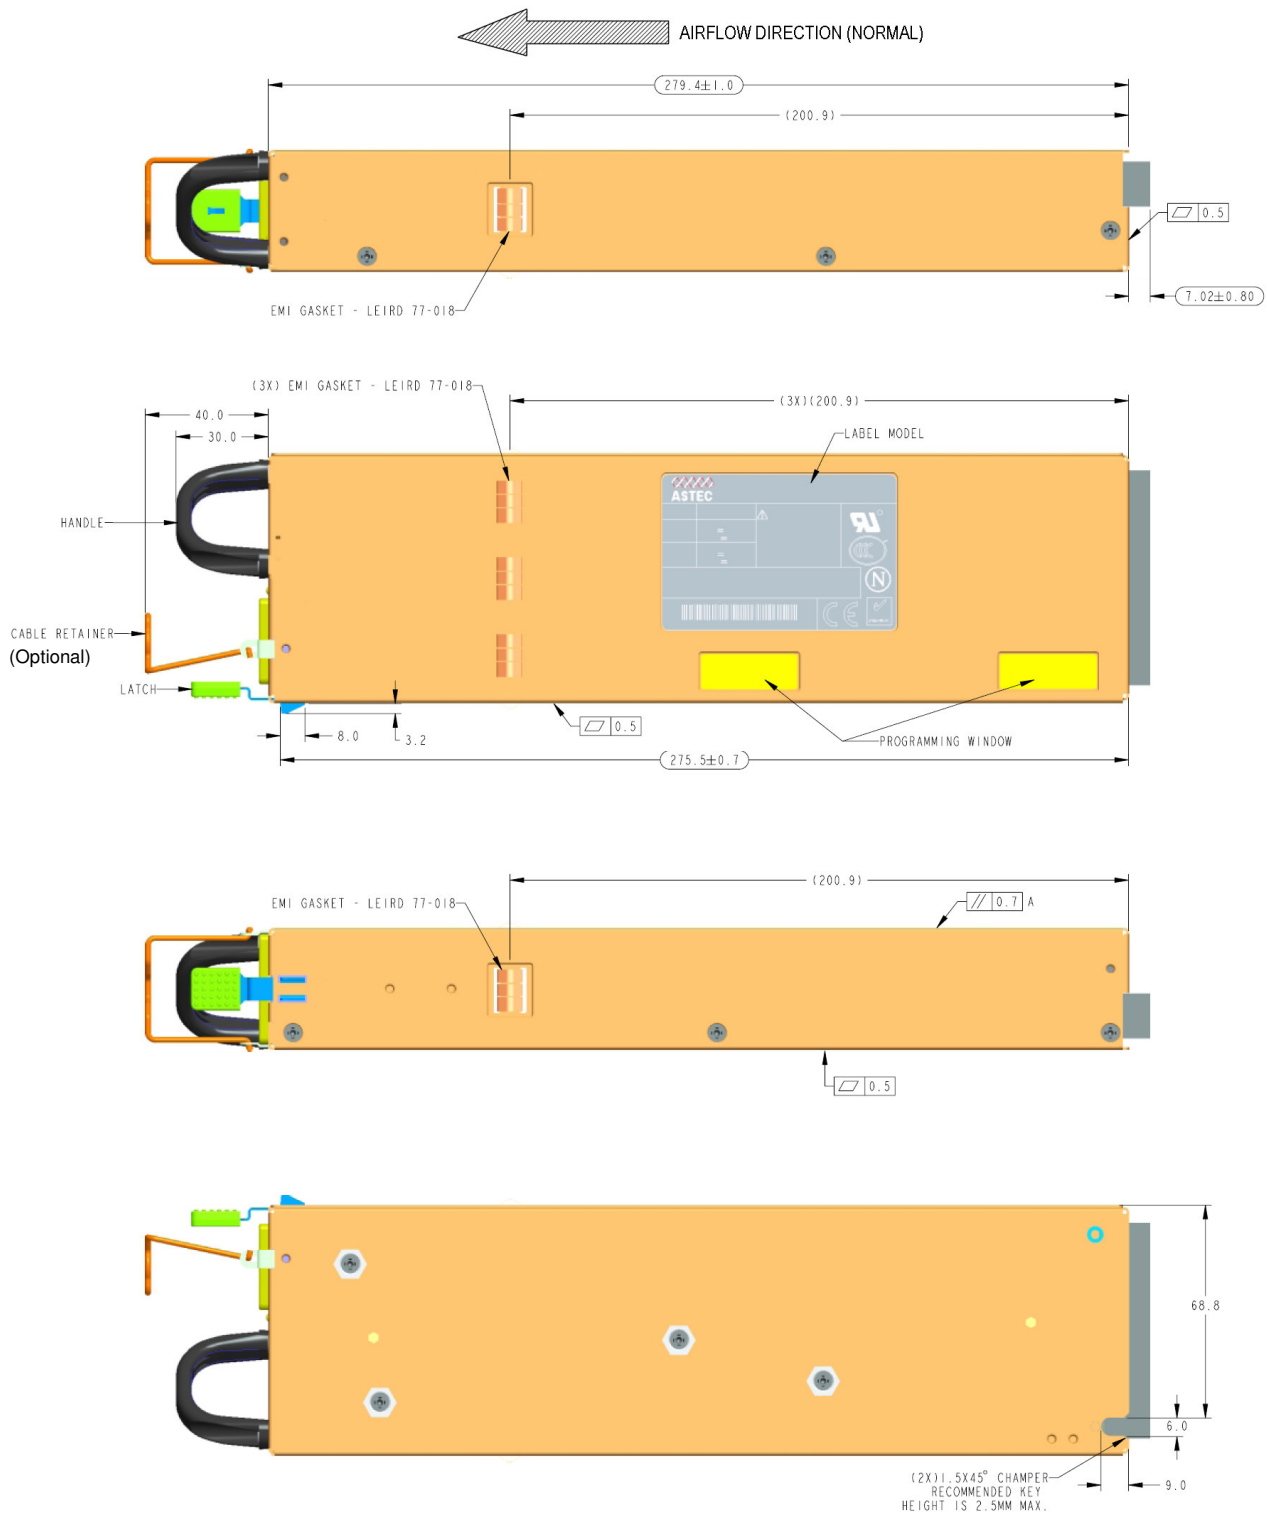 AIRFLOW DIRECTION (NORMAL)
279.4±1.0
(200.9)
0.5
7.02±0.80
EMI GASKET - LEIRD 77-018
(3X) EMI GASKET - LEIRD 77-018
(3X)(200.9)
40.0
30.0
LABEL MODEL
ASTEC
HANDLE
N
CABLE RETAINER
(Optional)
CE
LATCH
8.0
3.2
0.5
PROGRAMMING WINDOW
275.5±0.7
(200.9)
EMI GASKET - LEIRD 77-018
// 0.7 A
0.5
68.8
6.0
(2X)1.5X45° CHAMPER
RECOMMENDED KEY
HEIGHT IS 2.5MM MAX.
9.0